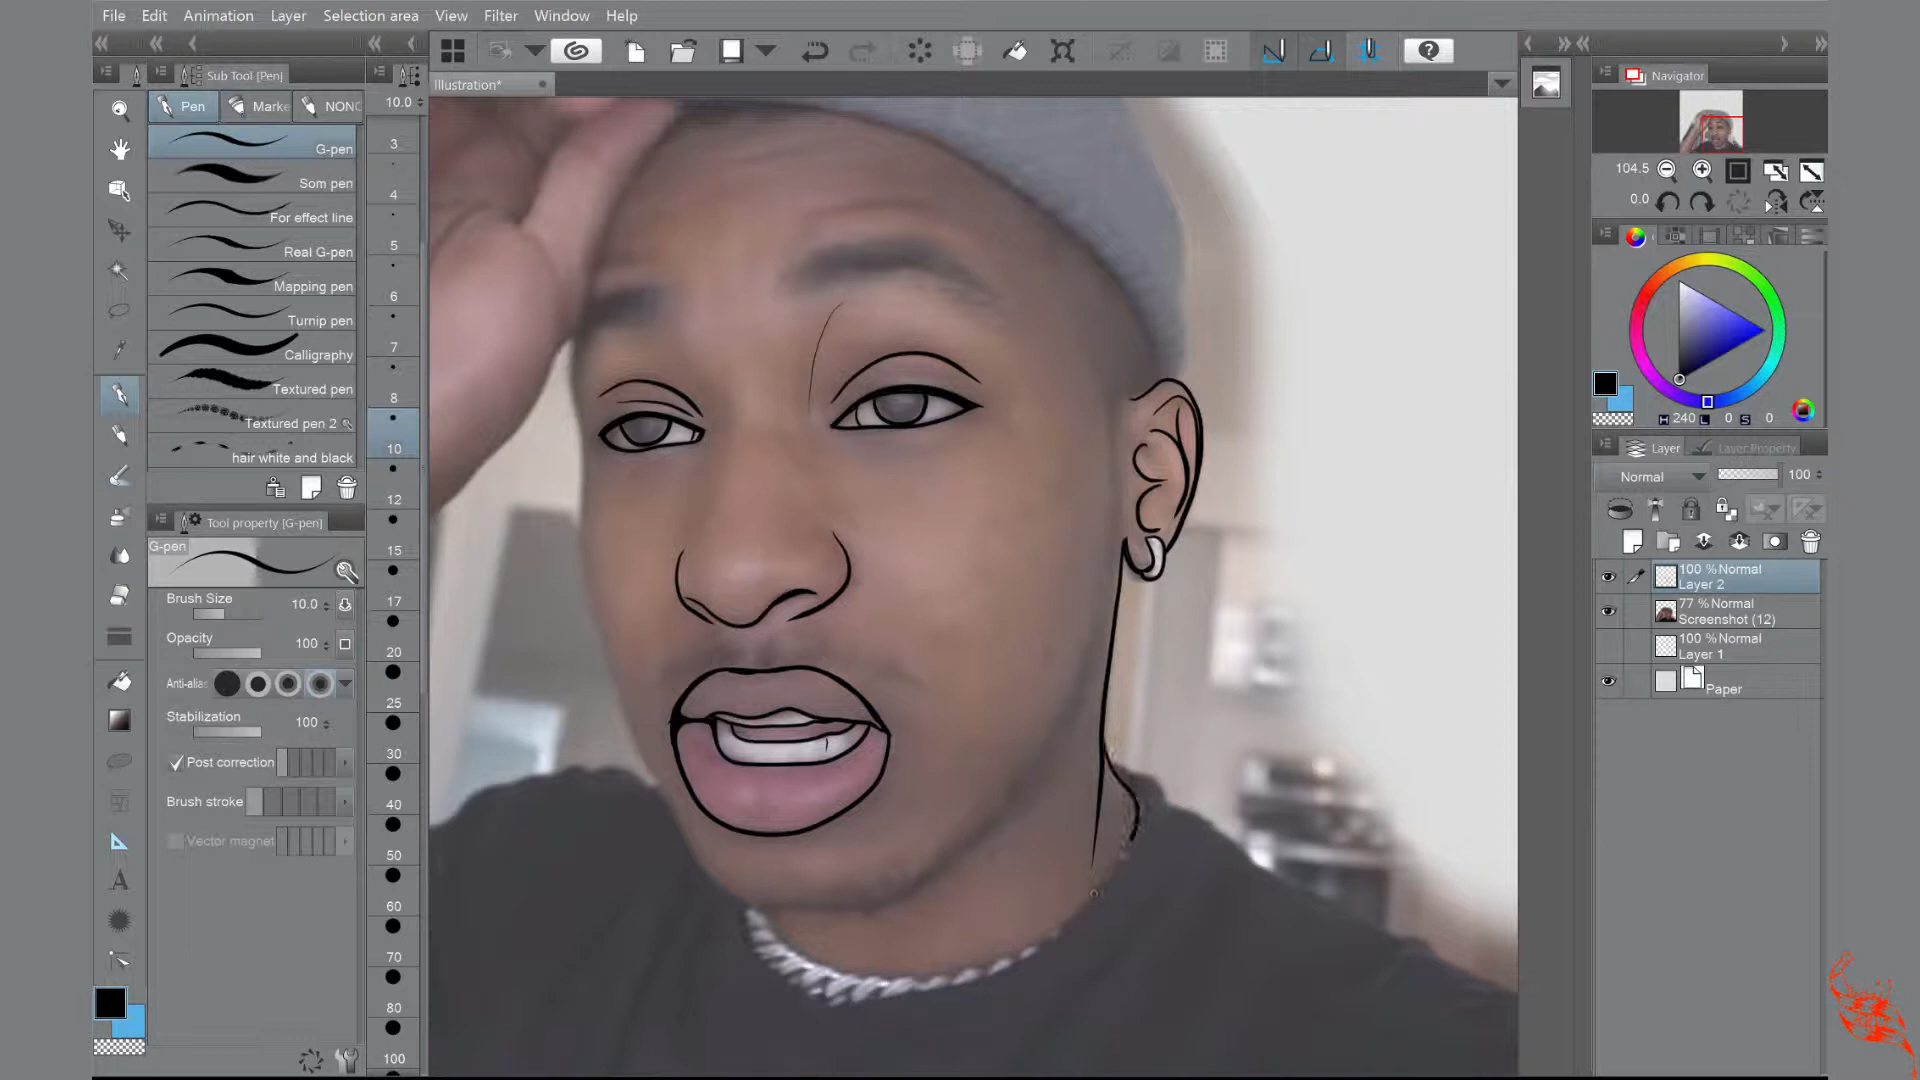 File Edit Animation Layer Selection area View Filter Window Help
Sub Tool [Pen]
Pen Marke NONC
Illustration*
Navigator
10.0
G-pen
Som pen
For effect line
Real G-pen
Mapping pen
Turnip pen
Calligraphy
Textured pen
Textured pen 2
hair white and black
3
4
5
6
7
8
10
12
15
17
20
25
30
40
50
60
70
80
100
Tool property [G-pen]
G-pen
Brush Size 10.0
Opacity 100
Anti-alias
Stabilization 100
Post correction
Brush stroke
Vector magnet
A
104.5
0.0
H 240 L 0 S 0
Layer Layer Property
Normal 100
100 % Normal
Layer 2
77 % Normal
Screenshot (12)
100 % Normal
Layer 1
Paper